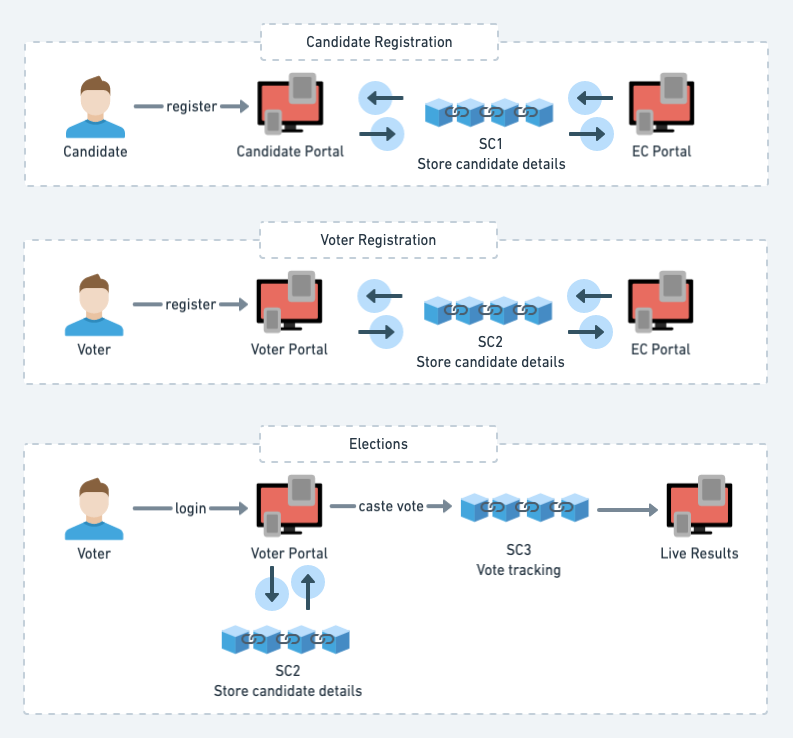 Candidate Registration
register
Candidate
Candidate Portal
SC1
Store candidate details
EC Portal
Voter Registration
register
Voter
Voter Portal
SC2
Store candidate details
EC Portal
Elections
login
caste vote
Voter
Voter Portal
SC3
Vote tracking
Live Results
SC2
Store candidate details